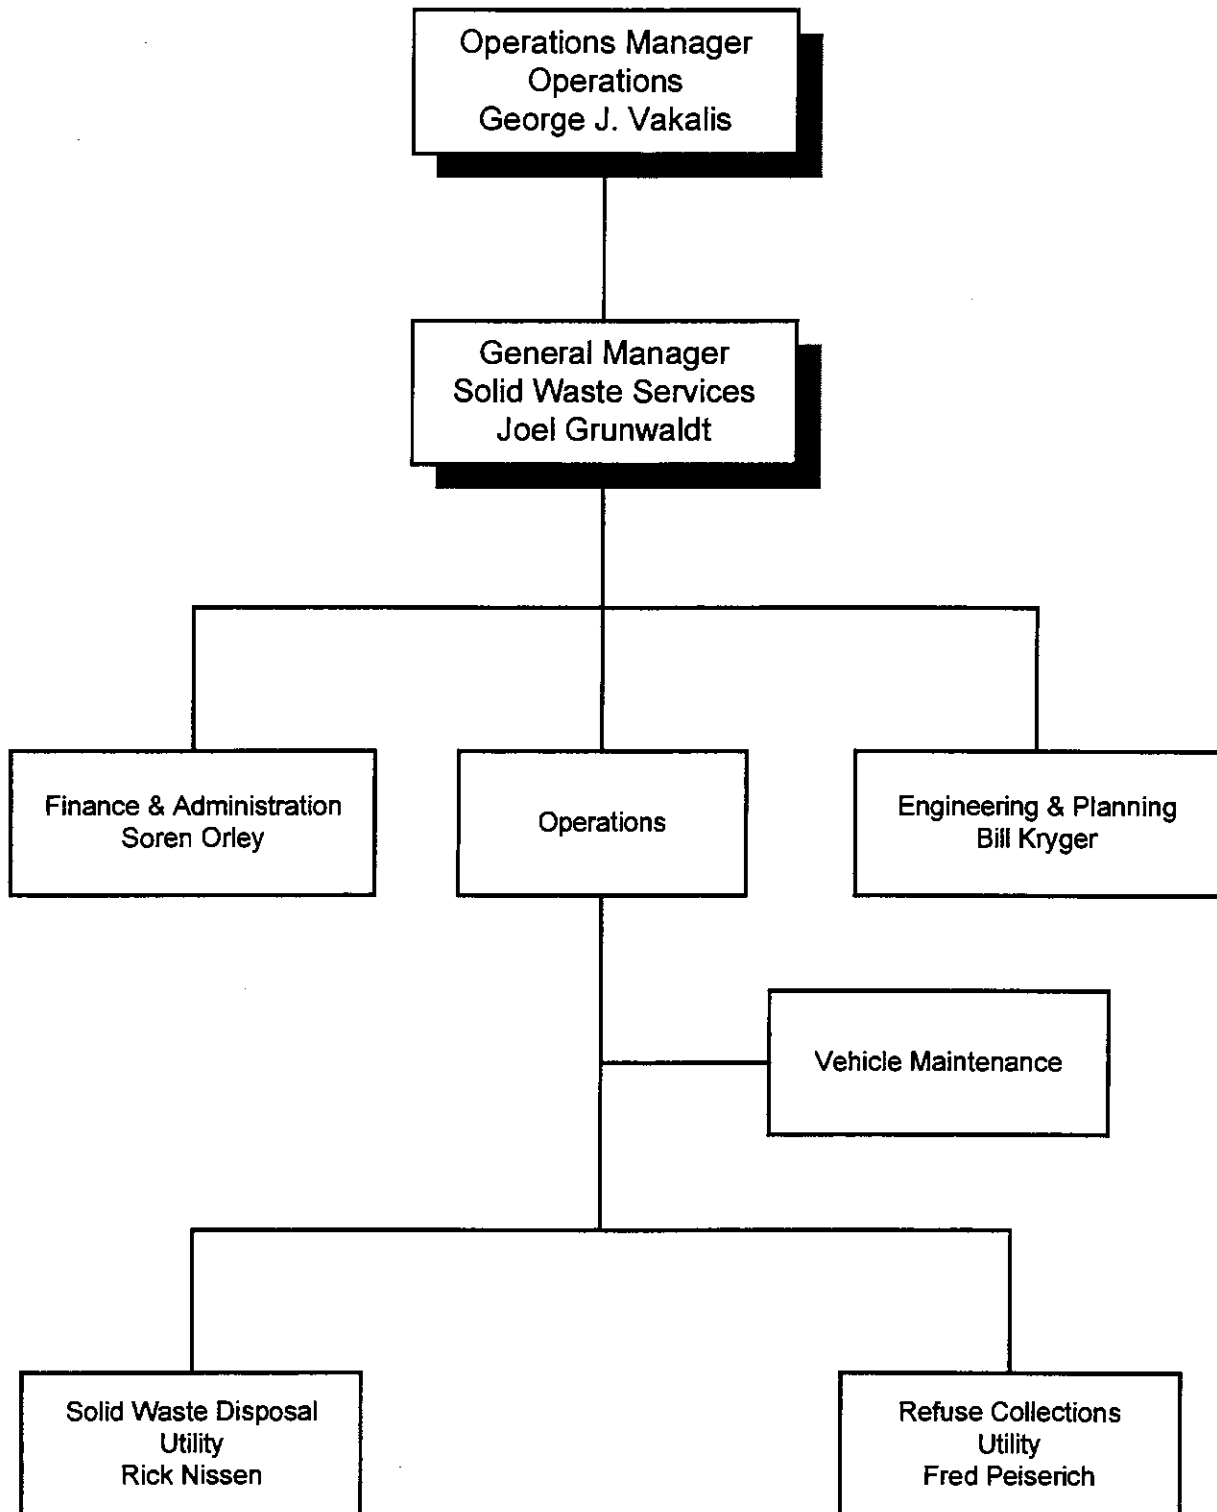 Operations Manager
Operations
George J. Vakalis
General Manager
Solid Waste Services
Joel Grunwaldt
Finance & Administration
Soren Orley
Operations
Engineering & Planning
Bill Kryger
Vehicle Maintenance
Solid Waste Disposal
Utility
Rick Nissen
Refuse Collections
Utility
Fred Peiserich